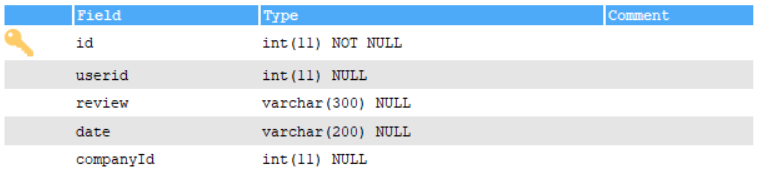 Field Type Comment
id int(11) NOT NULL
userid int(11) NULL
review varchar(300) NULL
date varchar(200) NULL
companyId int(11) NULL